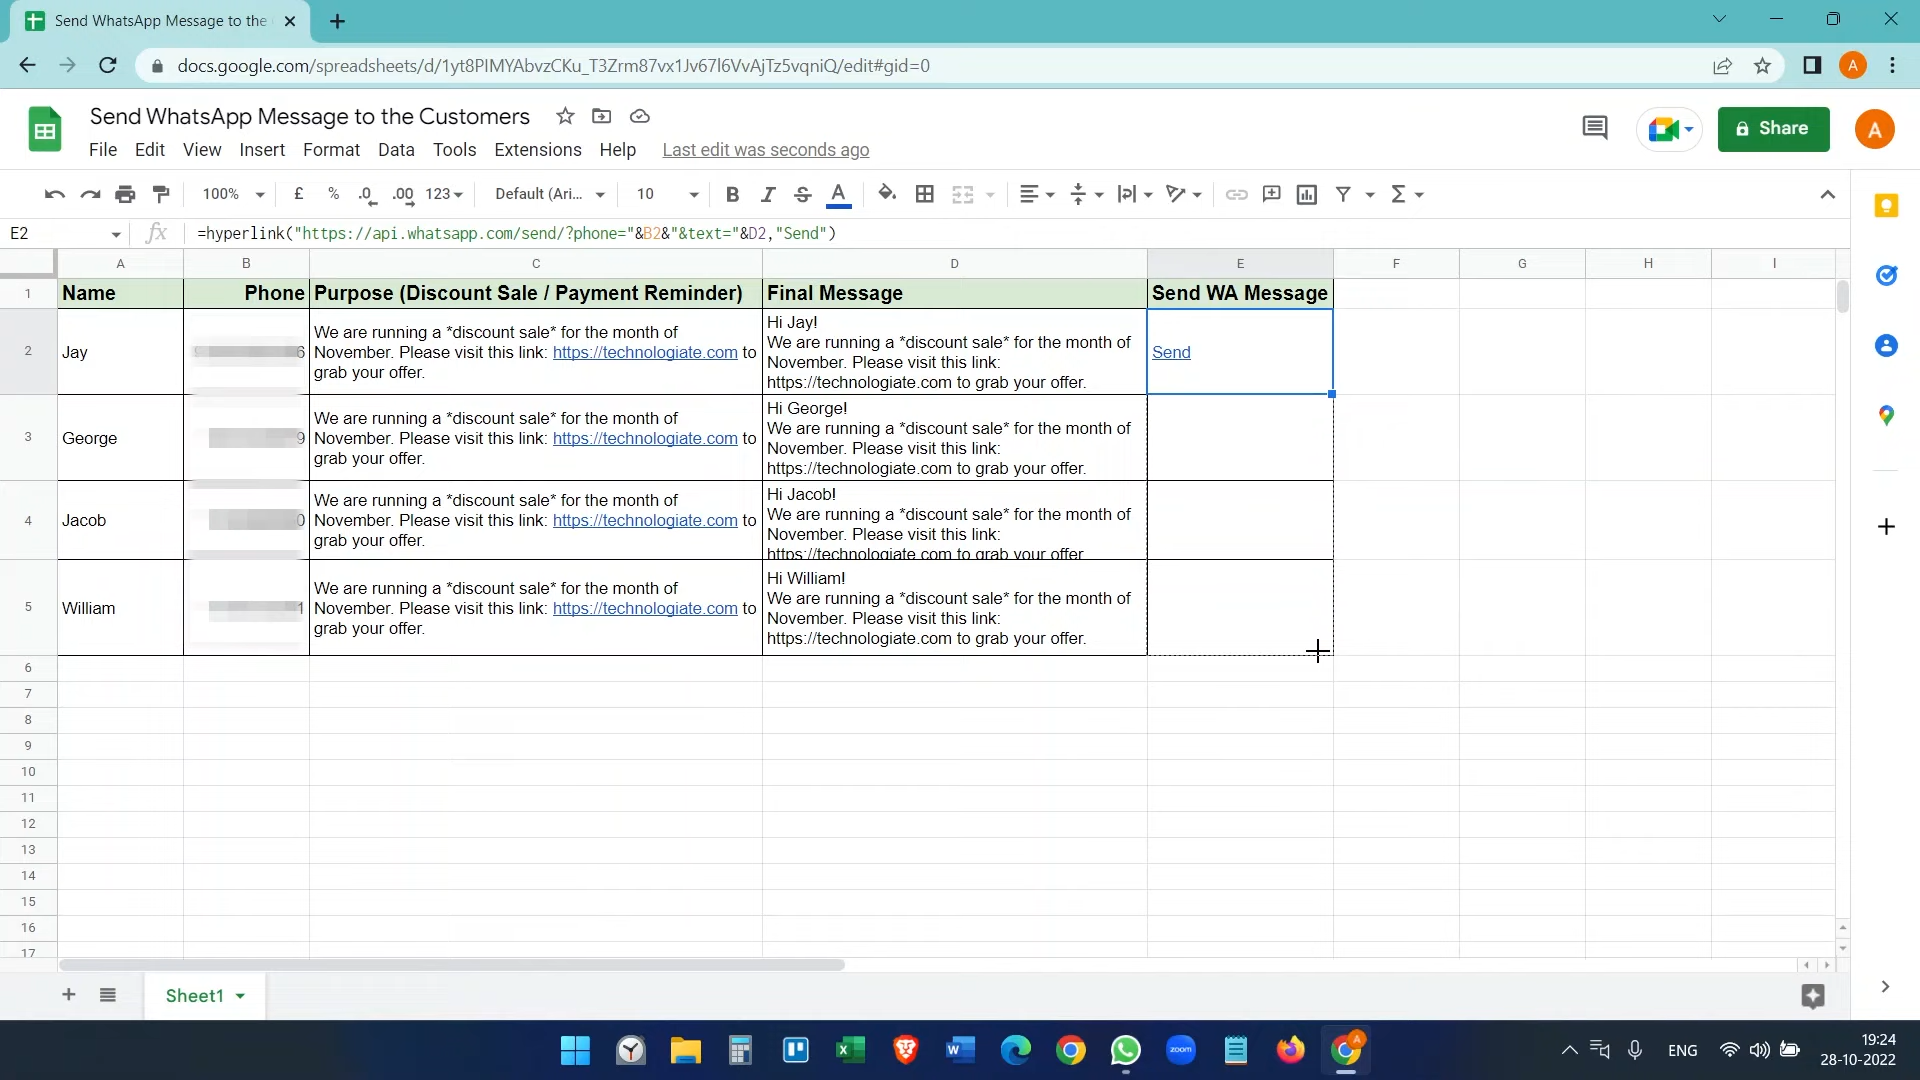 Send WhatsApp Message to the
docs.google.com/spreadsheets/d/1yt8PIMYAbvzCKu_T3Zrm87vx1Jv67l6VvAjTz5vqniQ/edit#gid=0
A
Send WhatsApp Message to the Customers
File Edit View Insert Format Data Tools Extensions Help Last edit was seconds ago
Share
A
100% £ % .0 .00 123 Default (Ari... 10 B I S A
E2 fx =hyperlink("https://api.whatsapp.com/send/?phone="&B2&"&text="&D2,"Send")
A B C D E F G H I
1 Name Phone Purpose (Discount Sale / Payment Reminder) Final Message Send WA Message
2 Jay 6
We are running a *discount sale* for the month of
November. Please visit this link: https://technologiate.com to
grab your offer.
Hi Jay!
We are running a *discount sale* for the month of
November. Please visit this link:
https://technologiate.com to grab your offer.
Send
3 George 9
We are running a *discount sale* for the month of
November. Please visit this link: https://technologiate.com to
grab your offer.
Hi George!
We are running a *discount sale* for the month of
November. Please visit this link:
https://technologiate.com to grab your offer.
4 Jacob 0
We are running a *discount sale* for the month of
November. Please visit this link: https://technologiate.com to
grab your offer.
Hi Jacob!
We are running a *discount sale* for the month of
November. Please visit this link:
https://technologiate.com to grab your offer
5 William 1
We are running a *discount sale* for the month of
November. Please visit this link: https://technologiate.com to
grab your offer.
Hi William!
We are running a *discount sale* for the month of
November. Please visit this link:
https://technologiate.com to grab your offer.
6
7
8
9
10
11
12
13
14
15
16
17
Sheet1
zoom
A
ENG
19:24
28-10-2022